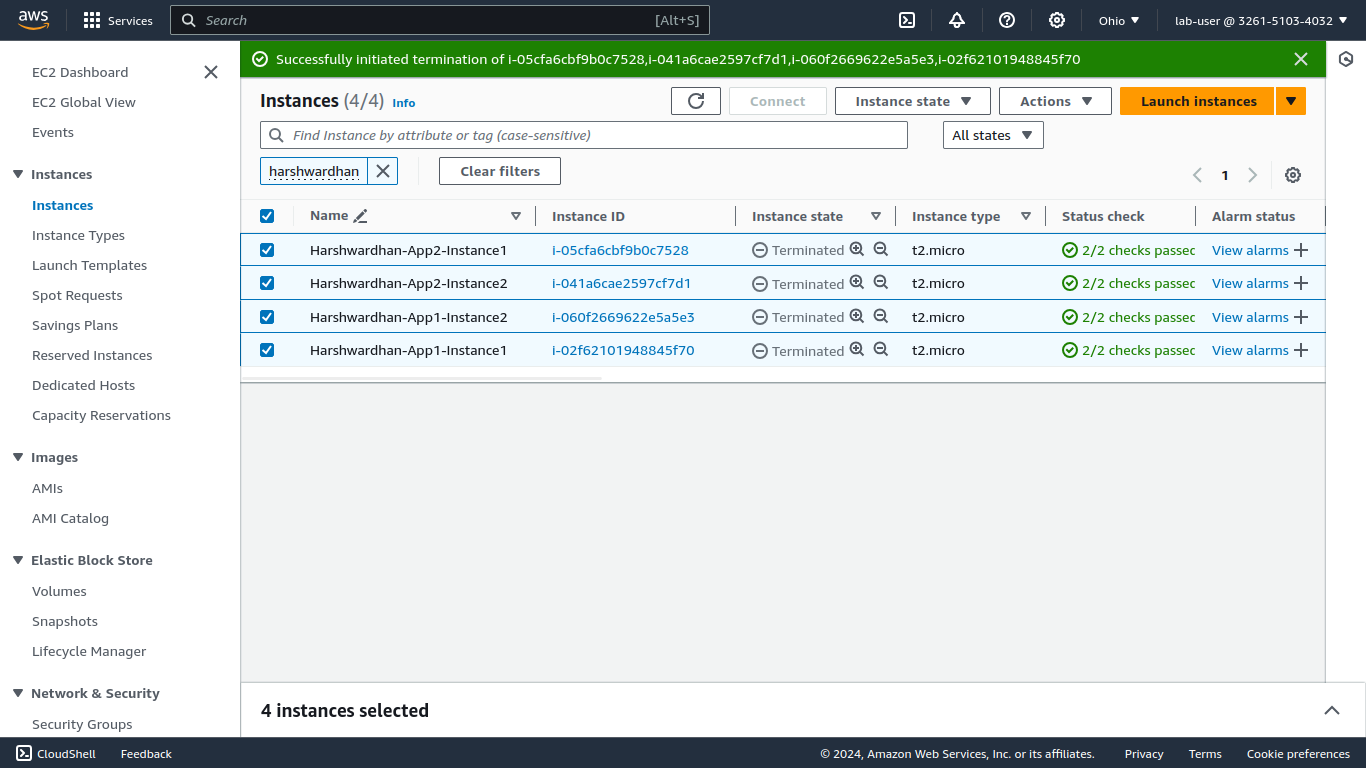 aws
Services
Search
[Alt+S]
Ohio
lab-user @ 3261-5103-4032
EC2 Dashboard
EC2 Global View
Events
Instances
Instances
Instance Types
Launch Templates
Spot Requests
Savings Plans
Reserved Instances
Dedicated Hosts
Capacity Reservations
Images
AMIs
AMI Catalog
Elastic Block Store
Volumes
Snapshots
Lifecycle Manager
Network & Security
Security Groups
Successfully initiated termination of i-05cfa6cbf9b0c7528,i-041a6cae2597cf7d1,i-060f2669622e5a5e3,i-02f62101948845f70
Instances (4/4) Info
Connect
Instance state
Actions
Launch instances
Find Instance by attribute or tag (case-sensitive)
All states
harshwardhan
Clear filters
1
Name Instance ID Instance state Instance type Status check Alarm status
Harshwardhan-App2-Instance1 i-05cfa6cbf9b0c7528 Terminated t2.micro 2/2 checks passec View alarms
Harshwardhan-App2-Instance2 i-041a6cae2597cf7d1 Terminated t2.micro 2/2 checks passec View alarms
Harshwardhan-App1-Instance2 i-060f2669622e5a5e3 Terminated t2.micro 2/2 checks passec View alarms
Harshwardhan-App1-Instance1 i-02f62101948845f70 Terminated t2.micro 2/2 checks passec View alarms
4 instances selected
CloudShell
Feedback
© 2024, Amazon Web Services, Inc. or its affiliates.
Privacy
Terms
Cookie preferences